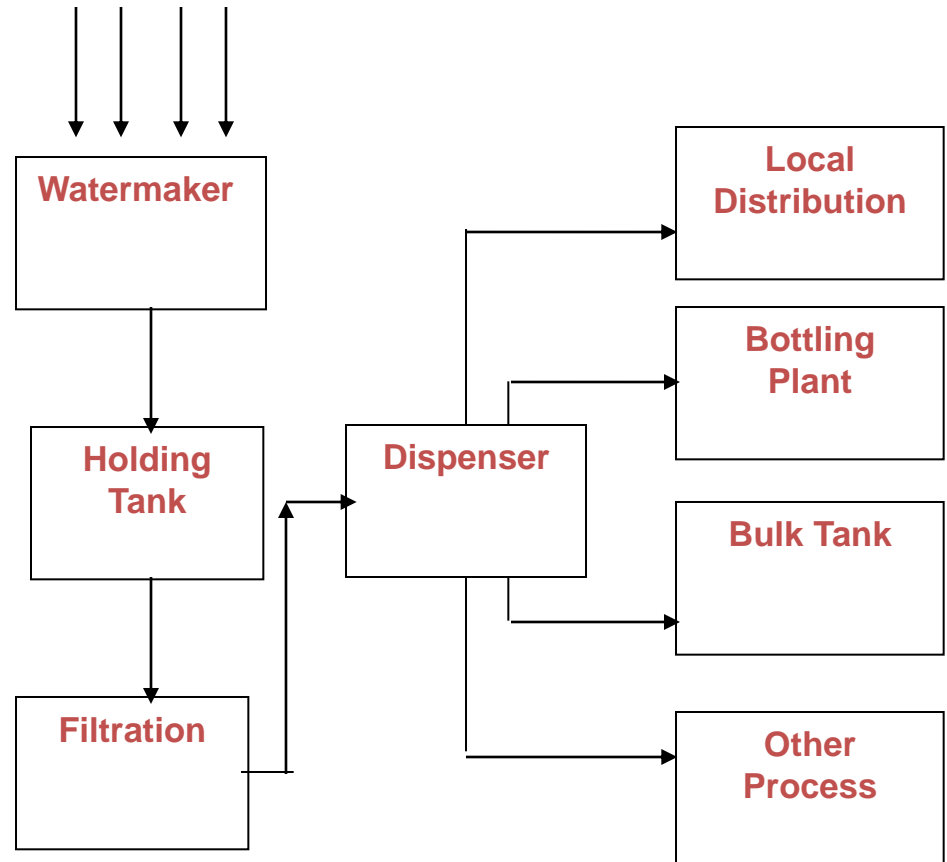 Watermaker
Holding
Tank
Filtration
Dispenser
Local
Distribution
Bottling
Plant
Bulk Tank
Other
Process